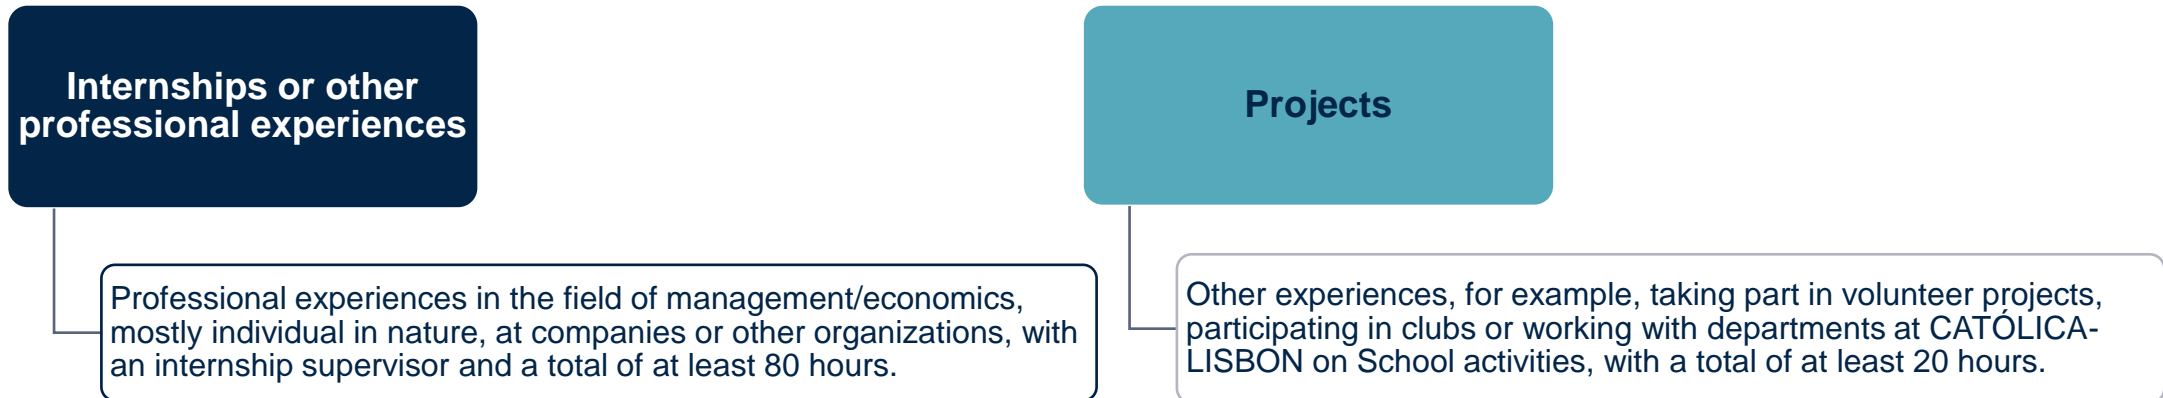 Internships or other
professional experiences
Professional experiences in the field of management/economics,
mostly individual in nature, at companies or other organizations, with
an internship supervisor and a total of at least 80 hours.
Projects
Other experiences, for example, taking part in volunteer projects,
participating in clubs or working with departments at CATÓLICA-
LISBON on School activities, with a total of at least 20 hours.